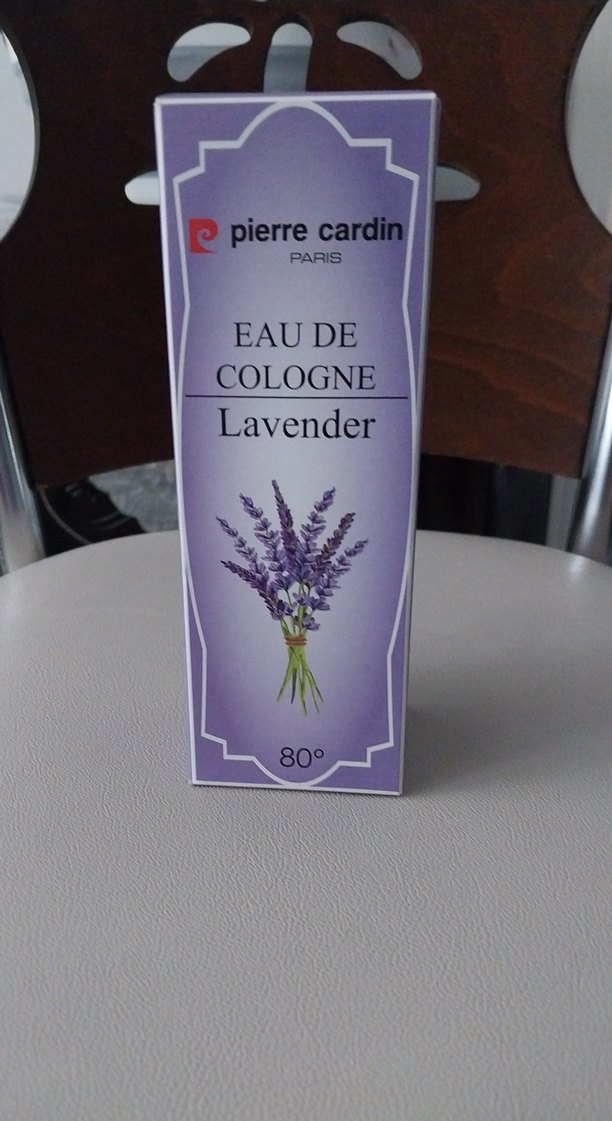 pierre cardin
PARIS
EAU DE
COLOGNE
Lavender
80°